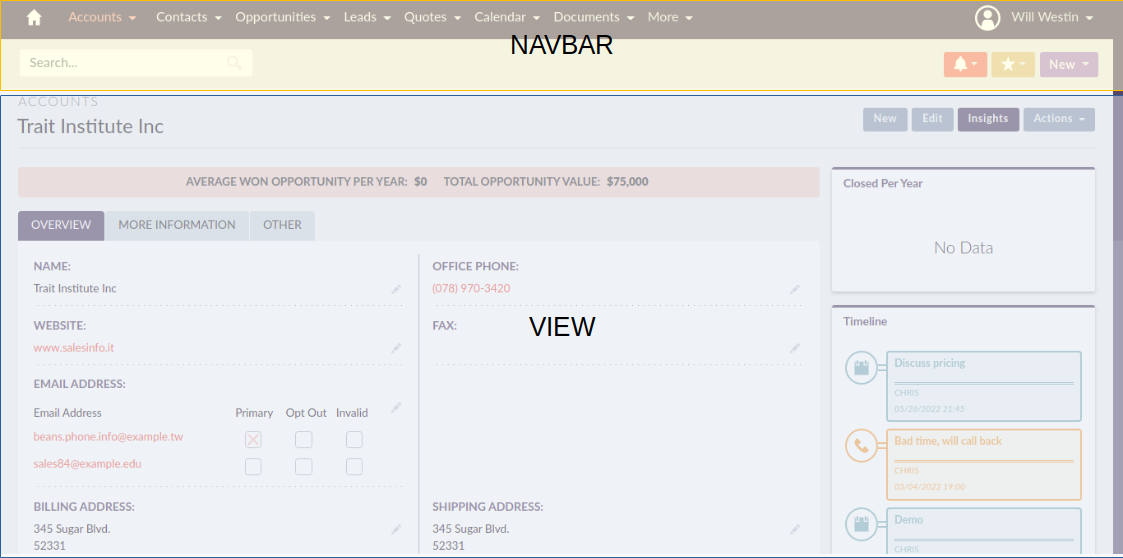 Accounts Contacts Opportunities Leads Quotes Calendar Documents More Will Westin
NAVBAR
Search... New
ACCOUNTS
Trait Institute Inc
New Edit Insights Actions
AVERAGE WON OPPORTUNITY PER YEAR: $0 TOTAL OPPORTUNITY VALUE: $75,000
Closed Per Year
No Data
OVERVIEW MORE INFORMATION OTHER
NAME: OFFICE PHONE:
Trait Institute Inc (078) 970-3420
WEBSITE: FAX:
VIEW
www.salesinfo.it
EMAIL ADDRESS:
Email Address Primary Opt Out Invalid
beans.phone.info@example.tw
sales84@example.edu
BILLING ADDRESS: SHIPPING ADDRESS:
345 Sugar Blvd. 345 Sugar Blvd.
52331 52331
Timeline
Discuss pricing
CHRIS
05/26/2022 21:45
Bad time, will call back
CHRIS
03/04/2022 19:00
Demo
CHRIS